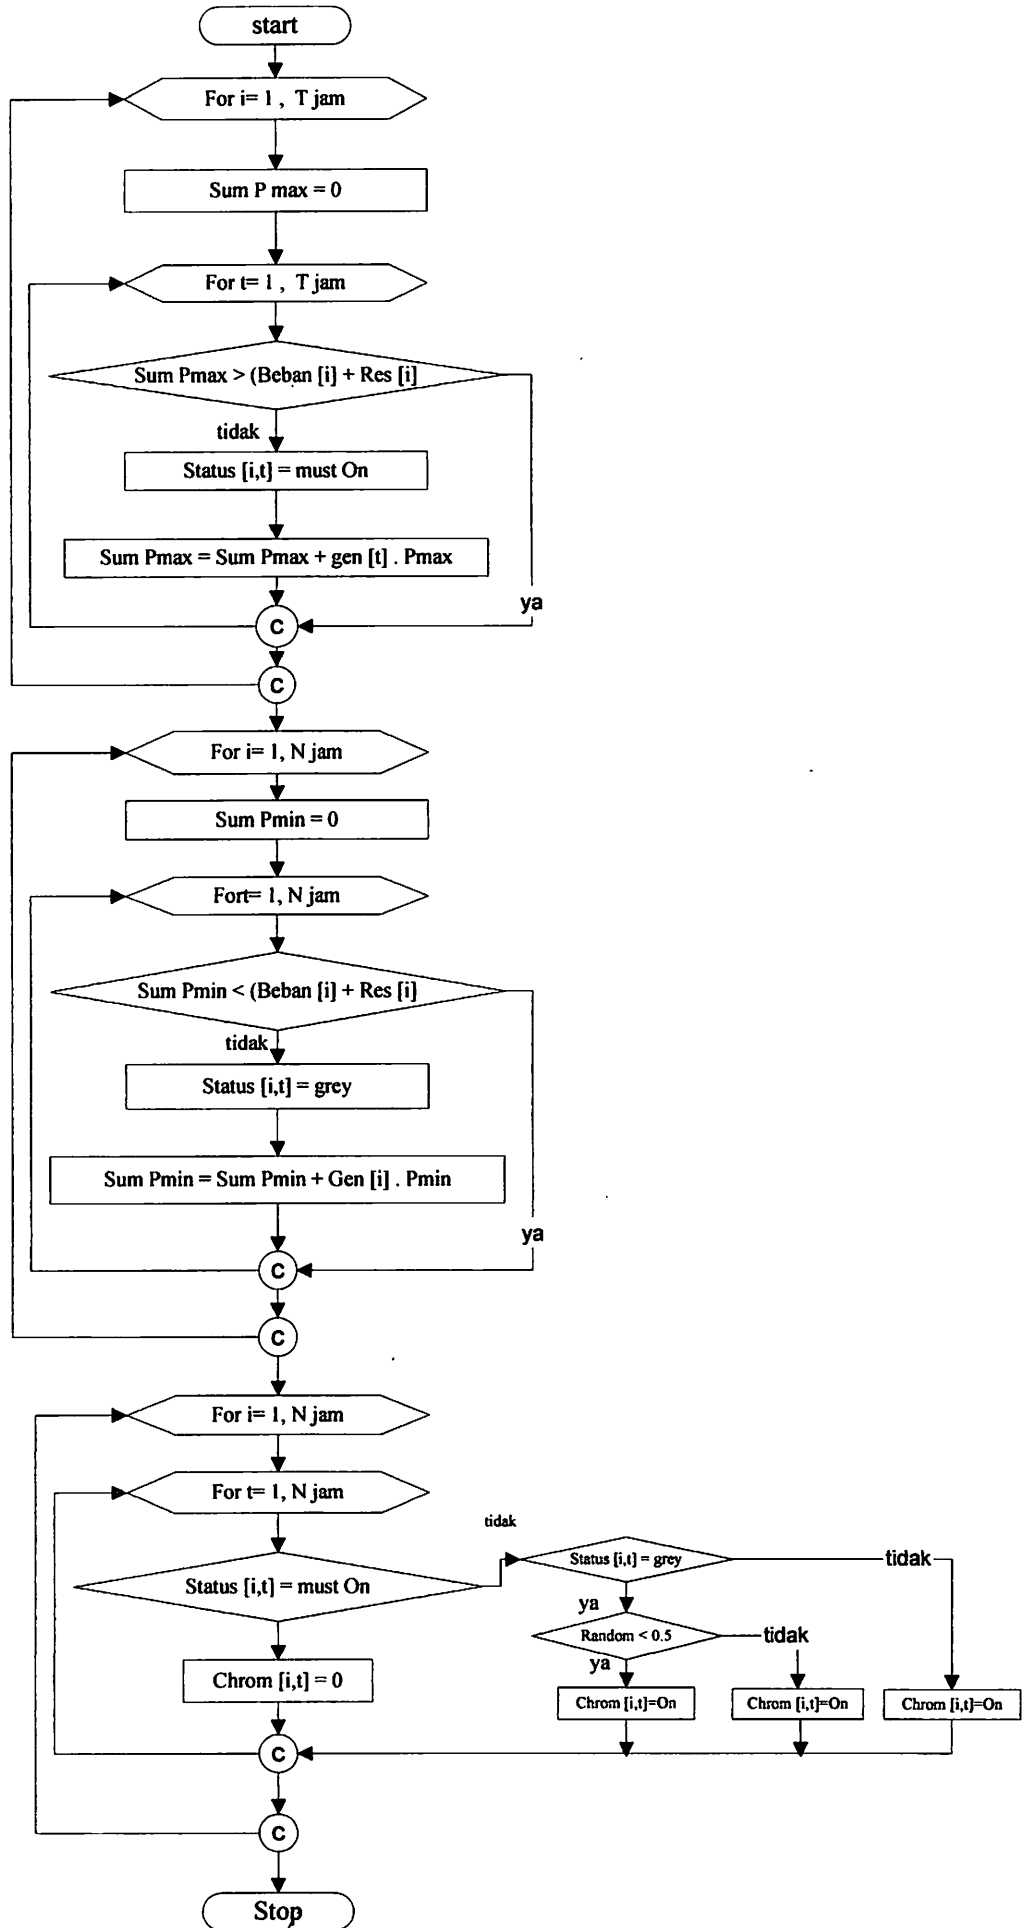 start
For i= 1 , T jam
Sum P max = 0
For t= 1 , T jam
Sum Pmax > (Beban [i] + Res [i]
tidak
Status [i,t] = must On
Sum Pmax = Sum Pmax + gen [t] . Pmax
ya
C
C
For i= 1, N jam
Sum Pmin = 0
Fort= 1, N jam
Sum Pmin < (Beban [i] + Res [i]
tidak
Status [i,t] = grey
Sum Pmin = Sum Pmin + Gen [i] . Pmin
ya
C
C
For i= 1, N jam
For t= 1, N jam
tidak
Status [i,t] = must On
Status [i,t] = grey
tidak
ya
Random < 0.5
tidak
ya
Chrom [i,t] = 0
Chrom [i,t]=On
Chrom [i,t]=On
Chrom [i,t]=On
C
C
Stop